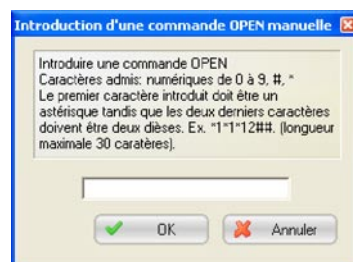 Introduction d'une commande OPEN manuelle
Introduire une commande OPEN
Caractères admis: numériques de 0 à 9, #, *
Le premier caractère introduit doit être un
astérisque tandis que les deux derniers caractères
doivent être deux dièses. Ex. *1*1*12##. (longueur
maximale 30 caratères).
OK
Annuler